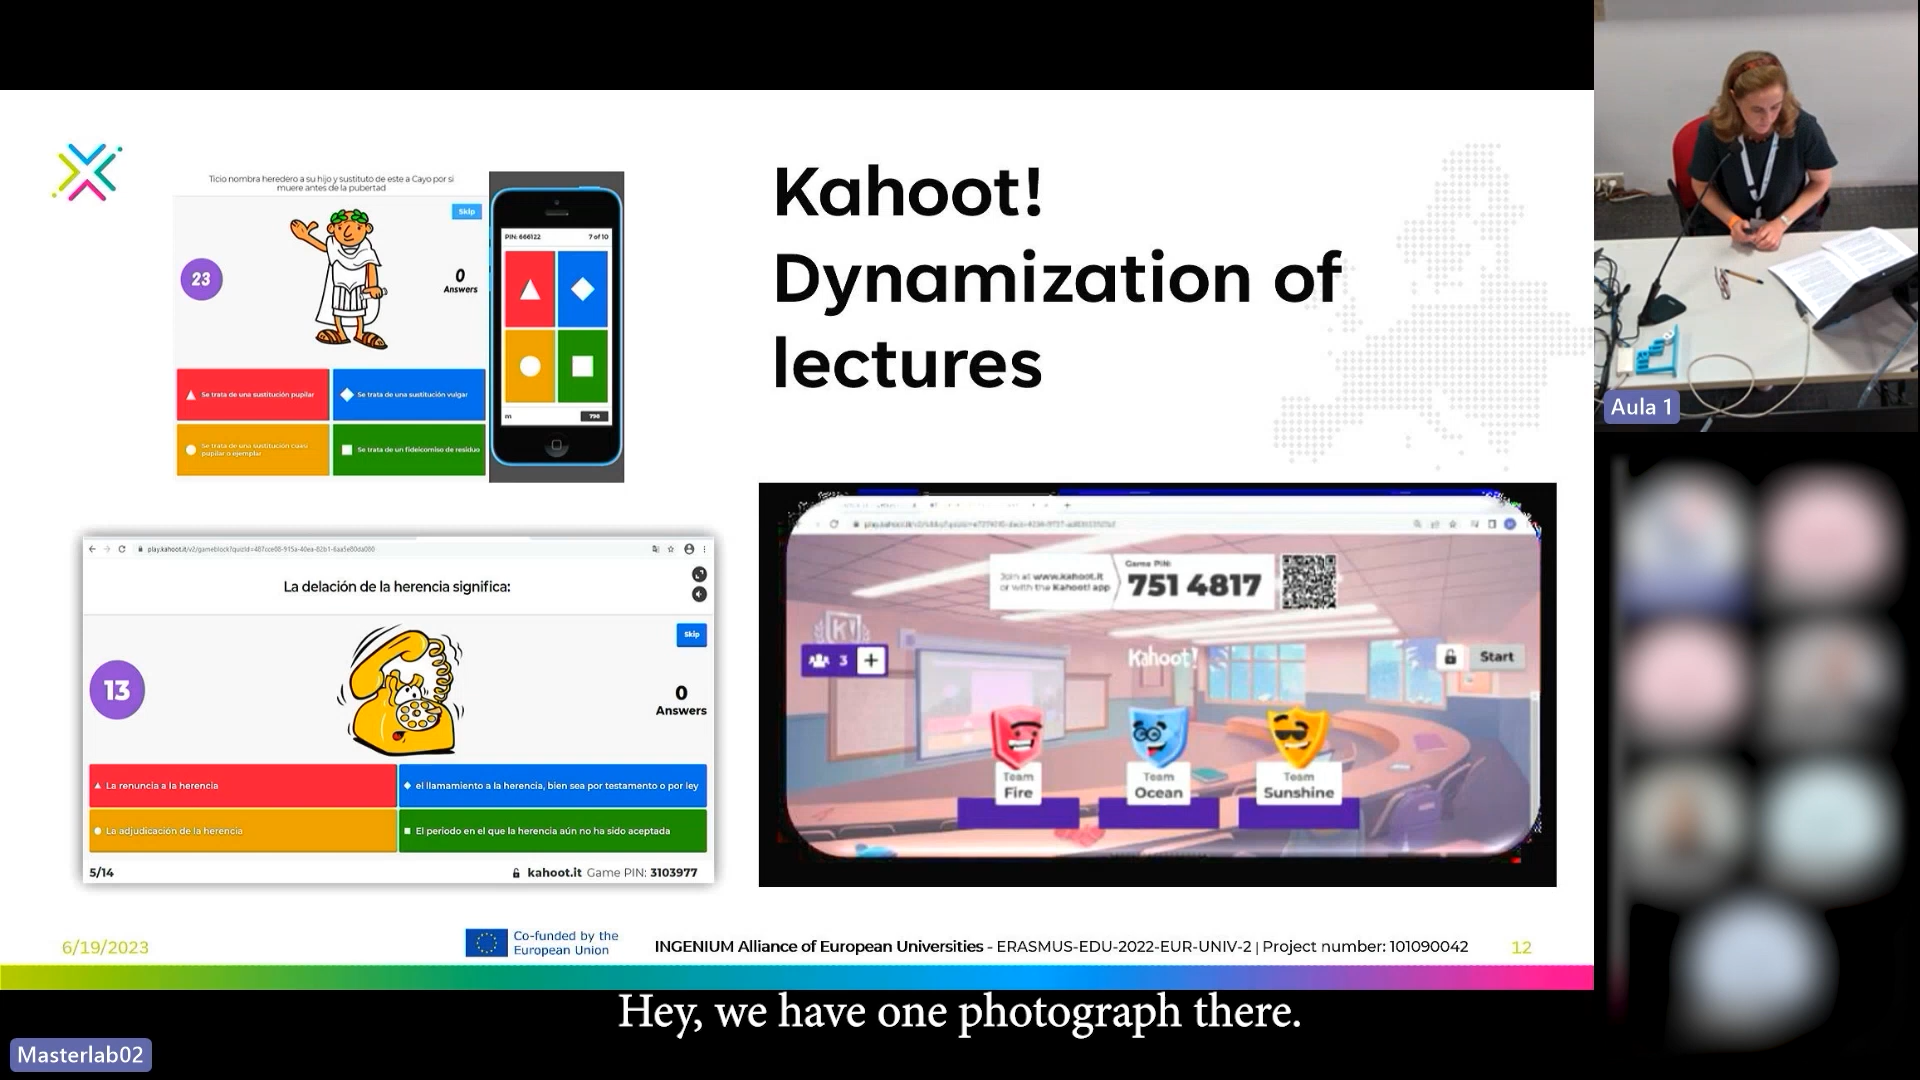 Kahoot!
Dynamization of
lectures
Ticio nombra heredero a su hijo y sustituto de este a Cayo por si
muere antes de la pubertad
Skip
23
0
Answers
Se trata de una sustitución pupilar
Se trata de una sustitución vulgar
Se trata de una sustitución cuasi
pupilar o ejemplar
Se trata de un fideicomiso de residuo
PIN: 666122
7 of 10
m
798
La delación de la herencia significa:
Skip
13
0
Answers
La renuncia a la herencia
el llamamiento a la herencia, bien sea por testamento o por ley
La adjudicación de la herencia
El periodo en el que la herencia aún no ha sido aceptada
5/14
kahoot.it Game PIN: 3103977
Join at www.kahoot.it
or with the Kahoot! app
Game PIN:
751 4817
K!
3
+
Kahoot!
Start
Team
Fire
Team
Ocean
Team
Sunshine
6/19/2023
Co-funded by the
European Union
INGENIUM Alliance of European Universities - ERASMUS-EDU-2022-EUR-UNIV-2 | Project number: 101090042
12
Aula 1
Hey, we have one photograph there.
Masterlab02